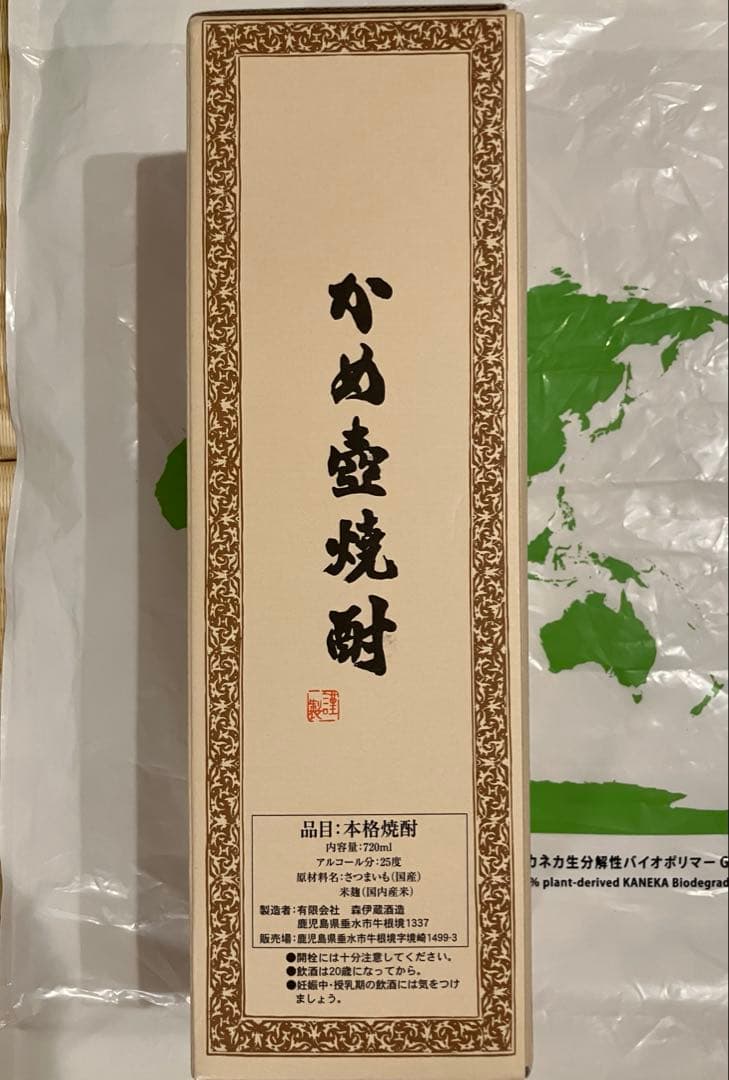 かめ壺焼酎
謹製
品目:本格焼酎
内容量:720ml
アルコール分:25度
原材料名:さつまいも(国産)
米麹(国内産米)
製造者:有限会社 森伊蔵酒造
鹿児島県垂水市牛根境1337
販売場:鹿児島県垂水市牛根境字境崎1499-3
●開栓には十分注意してください。
●飲酒は20歳になってから。
●妊娠中・授乳期の飲酒には気をつけ
ましょう。
カネカ生分解性バイオポリマー G
% plant-derived KANEKA Biodegrad